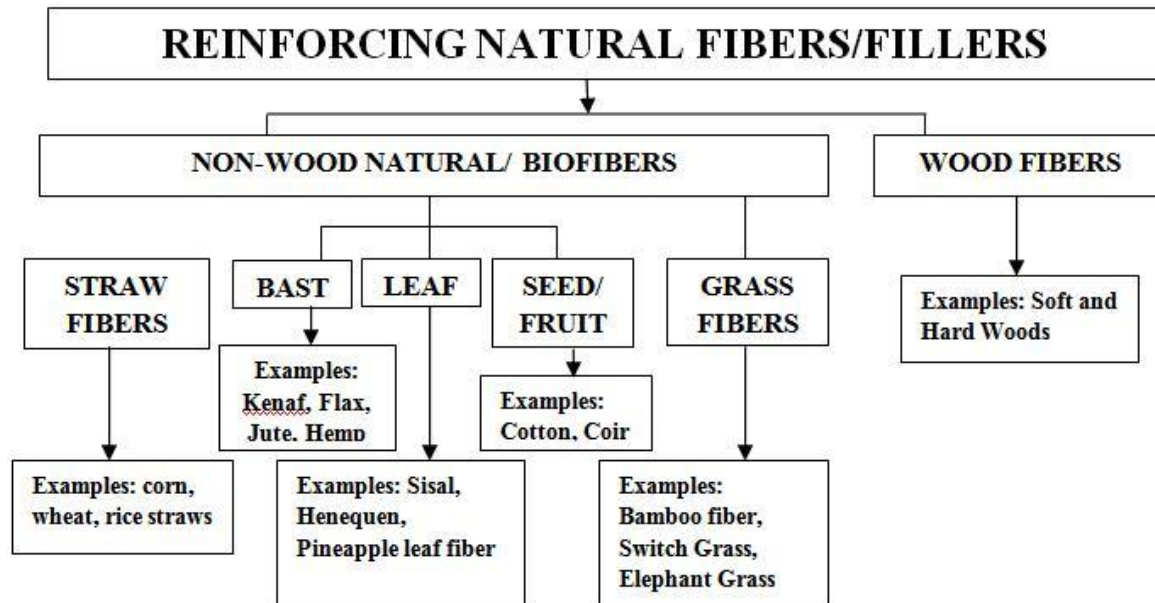 REINFORCING NATURAL FIBERS/FILLERS
NON-WOOD NATURAL/ BIOFIBERS
WOOD FIBERS
STRAW
FIBERS
BAST
LEAF
SEED/
FRUIT
GRASS
FIBERS
Examples: Soft and
Hard Woods
Examples:
Kenaf, Flax,
Jute, Hemp
Examples:
Cotton, Coir
Examples: corn,
wheat, rice straws
Examples: Sisal,
Henequen,
Pineapple leaf fiber
Examples:
Bamboo fiber,
Switch Grass,
Elephant Grass